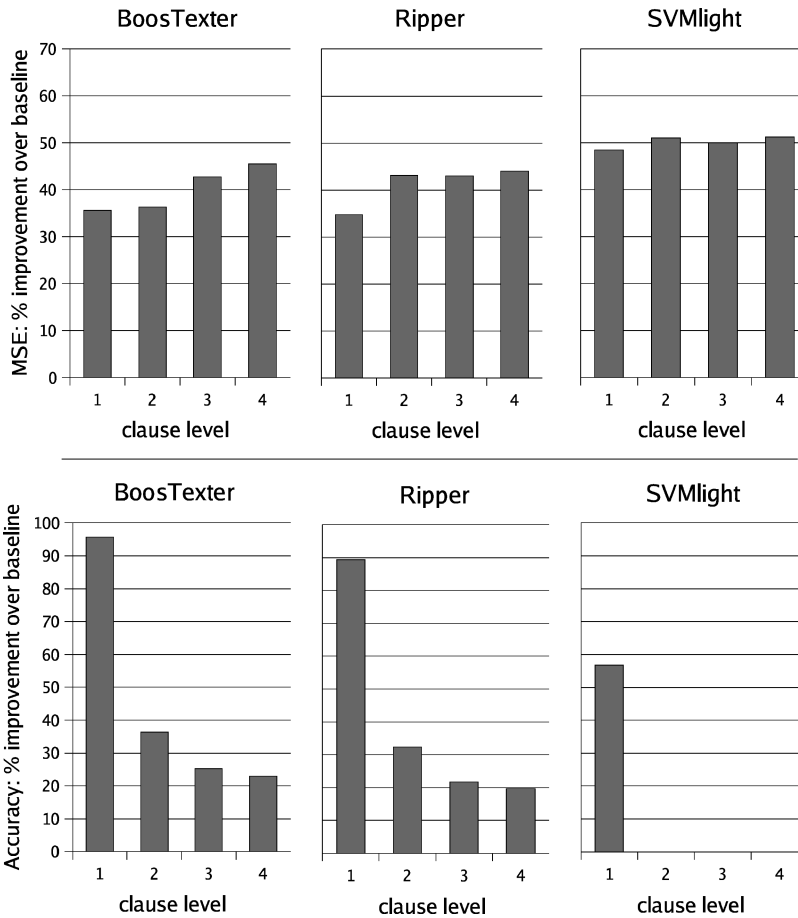 BoosTexter Ripper SVMlight
MSE: % improvement over baseline
70
60
50
40
30
20
10
0
1 2 3 4 1 2 3 4 1 2 3 4
clause level clause level clause level
BoosTexter Ripper SVMlight
Accuracy: % improvement over baseline
100
90
80
70
60
50
40
30
20
10
0
1 2 3 4 1 2 3 4 1 2 3 4
clause level clause level clause level